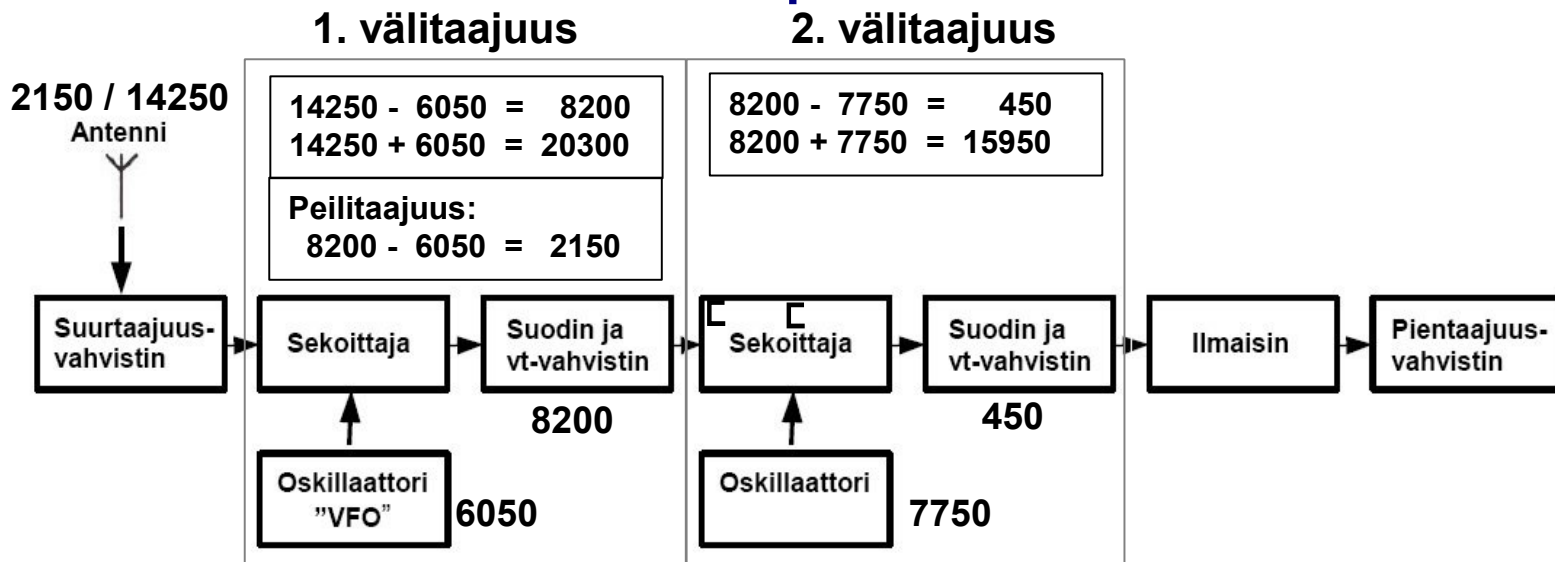 1. välitaajuus
2. välitaajuus
2150 / 14250
Antenni
14250 - 6050 = 8200
14250 + 6050 = 20300
Peilitaajuus:
8200 - 6050 = 2150
8200 - 7750 = 450
8200 + 7750 = 15950
Suurtaajuus-
vahvistin
Sekoittaja
Suodin ja
vt-vahvistin
8200
Sekoittaja
Suodin ja
vt-vahvistin
450
Ilmaisin
Pientaajuus-
vahvistin
Oskillaattori
”VFO”
6050
Oskillaattori
7750